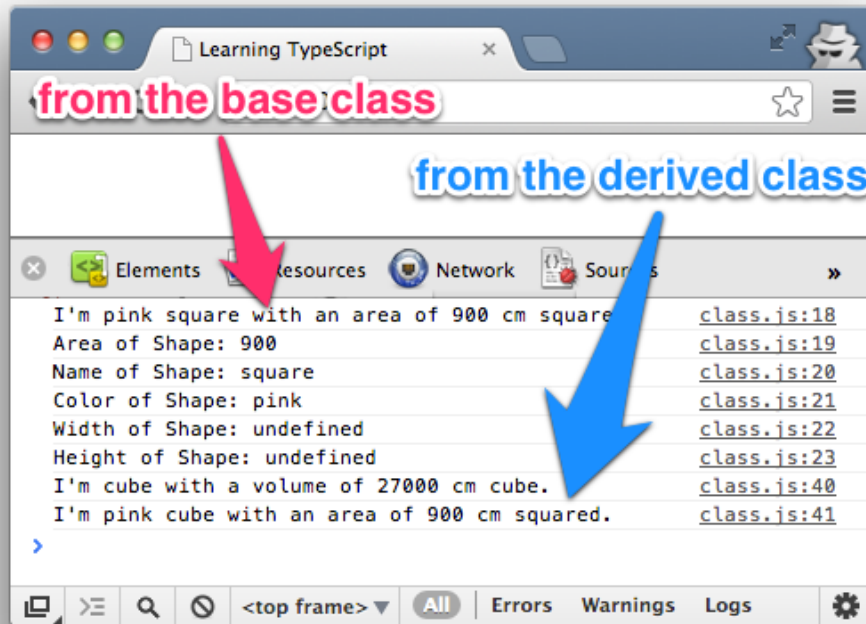 Learning TypeScript
from the base class
from the derived class
Elements
Resources
Network
Sources
»
I'm pink square with an area of 900 cm square class.js:18
Area of Shape: 900 class.js:19
Name of Shape: square class.js:20
Color of Shape: pink class.js:21
Width of Shape: undefined class.js:22
Height of Shape: undefined class.js:23
I'm cube with a volume of 27000 cm cube. class.js:40
I'm pink cube with an area of 900 cm squared. class.js:41
>
<top frame> ▼ All Errors Warnings Logs